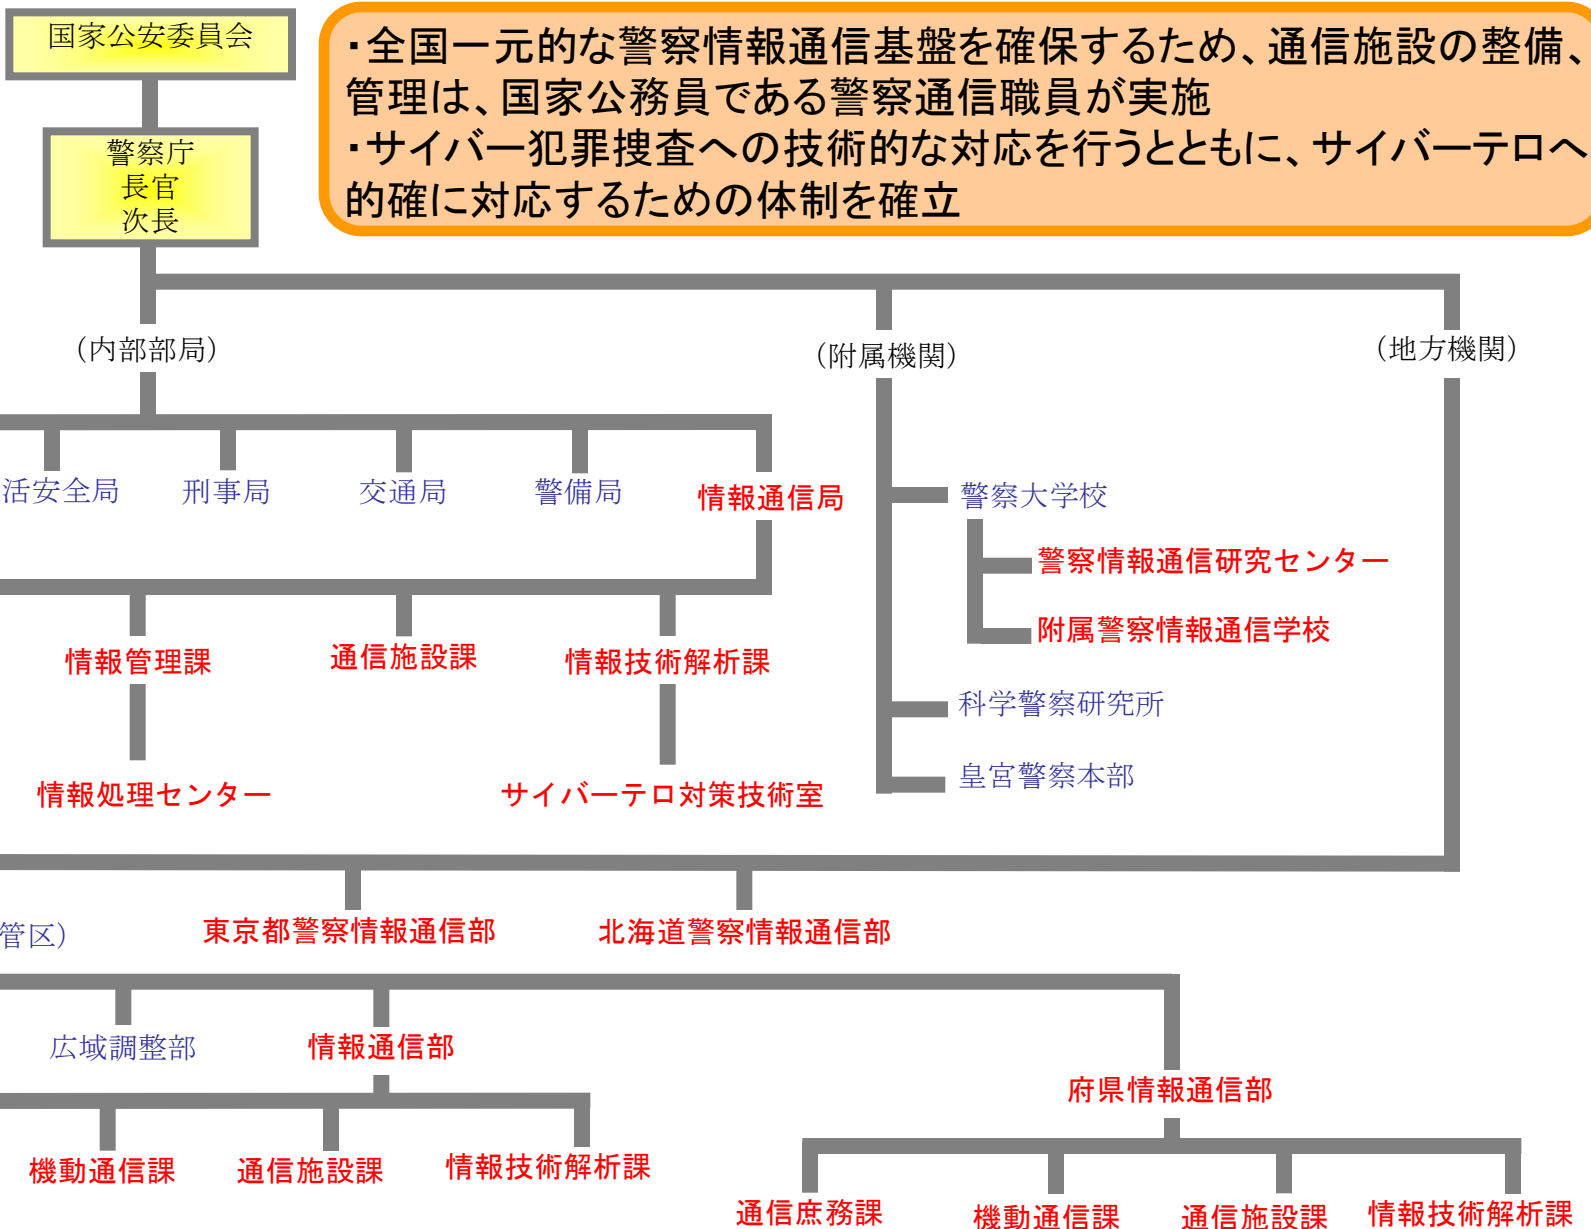 国家公安委員会
・全国一元的な警察情報通信基盤を確保するため、通信施設の整備、
管理は、国家公務員である警察通信職員が実施
・サイバー犯罪捜査への技術的な対応を行うとともに、サイバーテロへ
的確に対応するための体制を確立
警察庁
長官
次長
（内部部局）
（附属機関）
（地方機関）
活安全局
刑事局
交通局
警備局
情報通信局
警察大学校
警察情報通信研究センター
附属警察情報通信学校
科学警察研究所
皇宮警察本部
情報管理課
通信施設課
情報技術解析課
情報処理センター
サイバーテロ対策技術室
管区）
東京都警察情報通信部
北海道警察情報通信部
広域調整部
情報通信部
府県情報通信部
機動通信課
通信施設課
情報技術解析課
通信庶務課
機動通信課
通信施設課
情報技術解析課